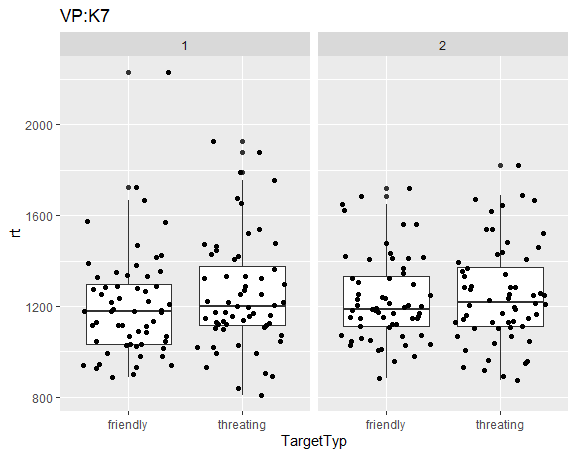 VP:K7
1
2
rt
2000
1600
1200
800
friendly
threating
friendly
threating
TargetTyp